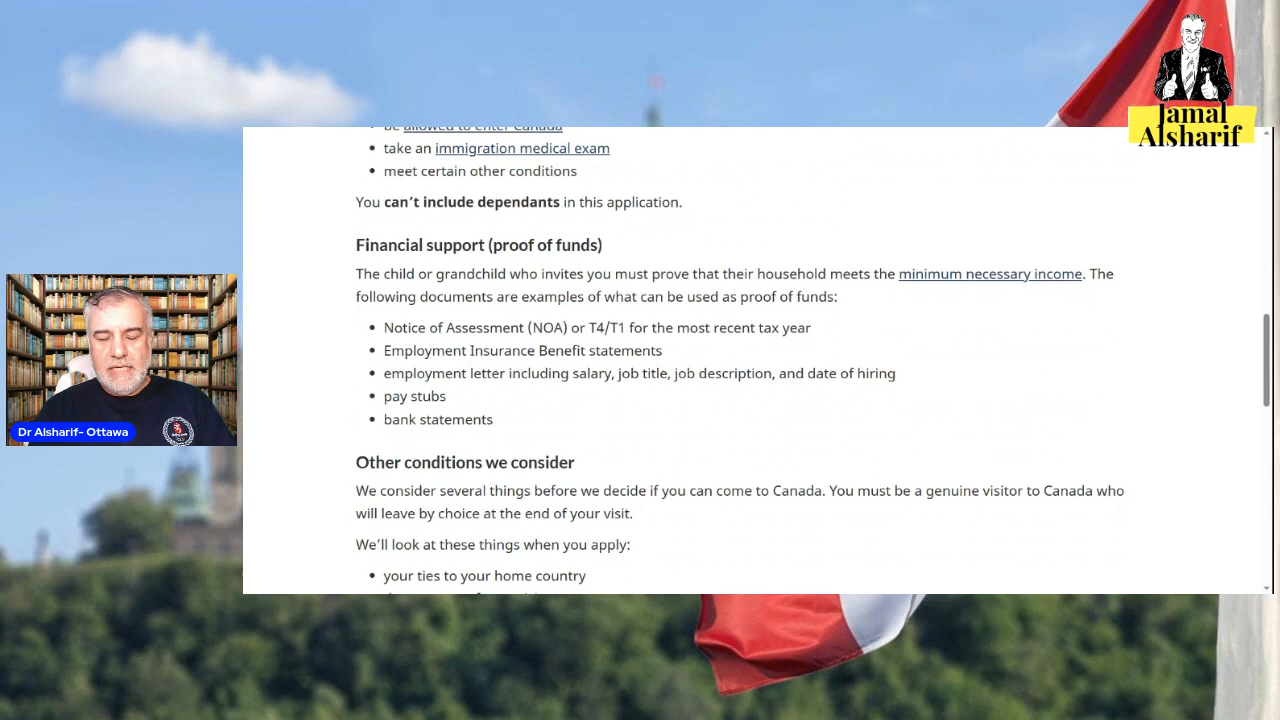 Jamal
Alsharif
be allowed to enter Canada
take an immigration medical exam
meet certain other conditions
You can't include dependants in this application.
Financial support (proof of funds)
The child or grandchild who invites you must prove that their household meets the minimum necessary income. The
following documents are examples of what can be used as proof of funds:
Notice of Assessment (NOA) or T4/T1 for the most recent tax year
Employment Insurance Benefit statements
employment letter including salary, job title, job description, and date of hiring
pay stubs
bank statements
Dr Alsharif- Ottawa
Other conditions we consider
We consider several things before we decide if you can come to Canada. You must be a genuine visitor to Canada who
will leave by choice at the end of your visit.
We'll look at these things when you apply:
your ties to your home country